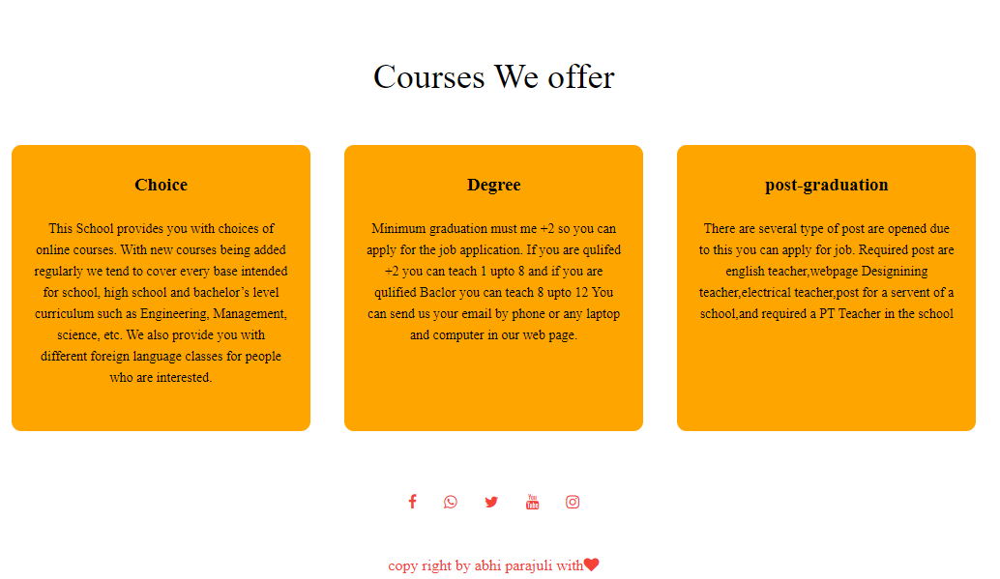 Courses We offer
Choice
This School provides you with choices of
online courses. With new courses being added
regularly we tend to cover every base intended
for school, high school and bachelor’s level
curriculum such as Engineering, Management,
science, etc. We also provide you with
different foreign language classes for people
who are interested.
Degree
Minimum graduation must me +2 so you can
apply for the job application. If you are qulifed
+2 you can teach 1 upto 8 and if you are
qulified Baclor you can teach 8 upto 12 You
can send us your email by phone or any laptop
and computer in our web page.
post-graduation
There are several type of post are opened due
to this you can apply for job. Required post are
english teacher,webpage Designining
teacher,electrical teacher,post for a servent of a
school,and required a PT Teacher in the school
You
Tube
copy right by abhi parajuli with